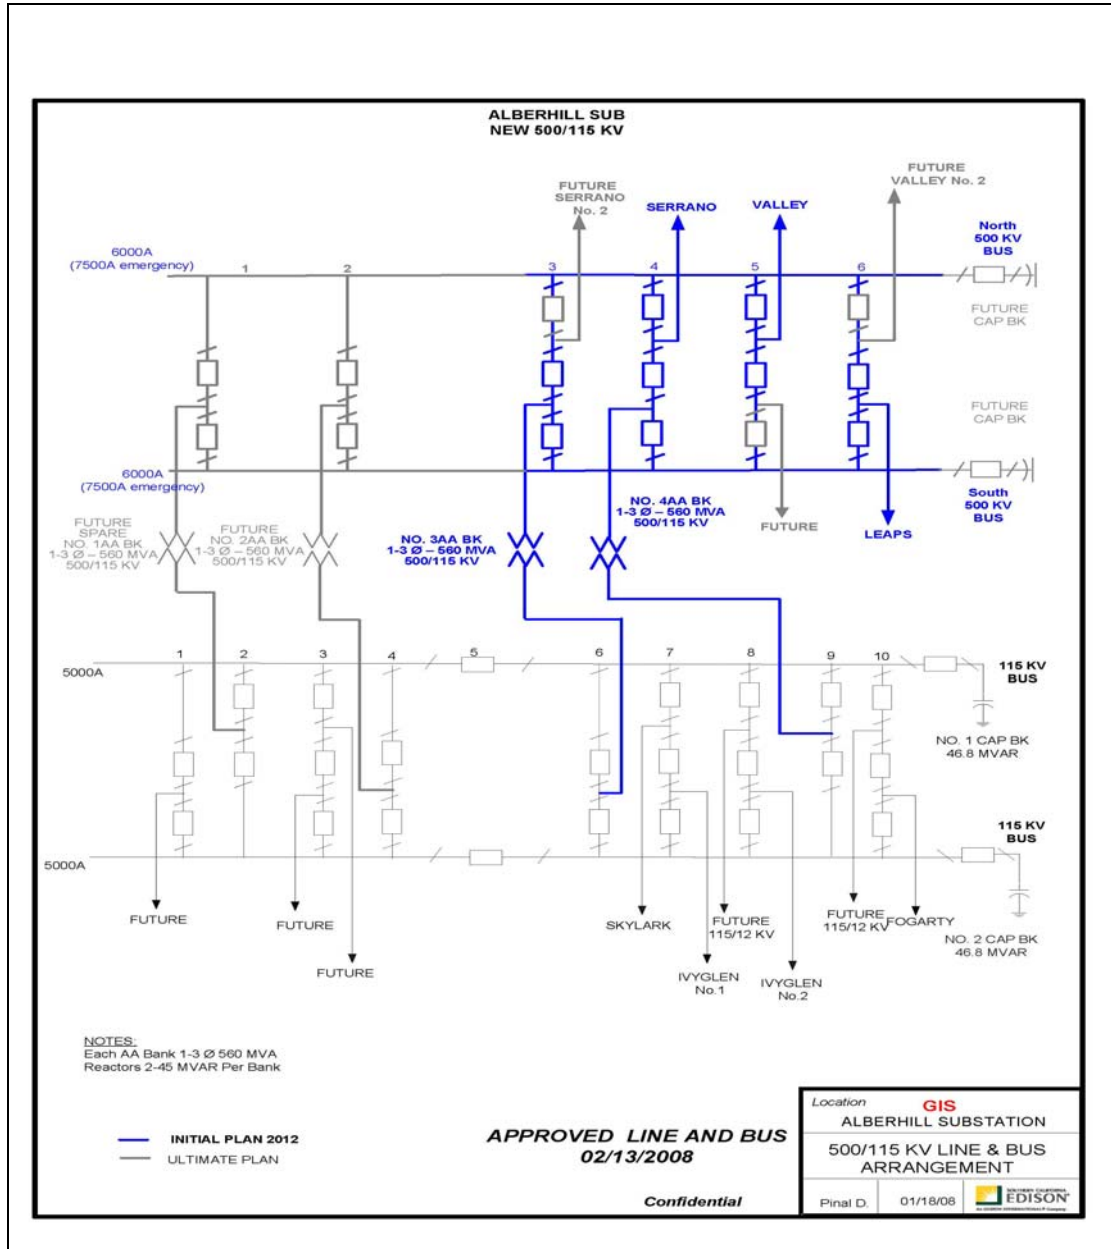 ALBERHILL SUB
NEW 500/115 KV
FUTURE
SERRANO
No. 2
SERRANO
VALLEY
FUTURE
VALLEY No. 2
6000A
(7500A emergency)
1
2
3
4
5
6
North
500 KV
BUS
FUTURE
CAP BK
FUTURE
CAP BK
6000A
(7500A emergency)
South
500 KV
BUS
FUTURE
SPARE
NO. 1AA BK
1-3 Ø – 560 MVA
500/115 KV
FUTURE
NO. 2AA BK
1-3 Ø – 560 MVA
500/115 KV
NO. 3AA BK
1-3 Ø – 560 MVA
500/115 KV
NO. 4AA BK
1-3 Ø – 560 MVA
500/115 KV
FUTURE
LEAPS
5000A
1
2
3
4
5
6
7
8
9
10
115 KV
BUS
NO. 1 CAP BK
46.8 MVAR
5000A
115 KV
BUS
NO. 2 CAP BK
46.8 MVAR
FUTURE
FUTURE
FUTURE
SKYLARK
IVYGLEN
No.1
FUTURE
115/12 KV
IVYGLEN
No.2
FUTURE
115/12 KV
FOGARTY
NOTES:
Each AA Bank 1-3 Ø 560 MVA
Reactors 2-45 MVAR Per Bank
INITIAL PLAN 2012
ULTIMATE PLAN
APPROVED LINE AND BUS
02/13/2008
Confidential
Location
GIS
ALBERHILL SUBSTATION
500/115 KV LINE & BUS
ARRANGEMENT
Pinal D.
01/18/08
SOUTHERN CALIFORNIA
EDISON
An EDISON INTERNATIONAL Company